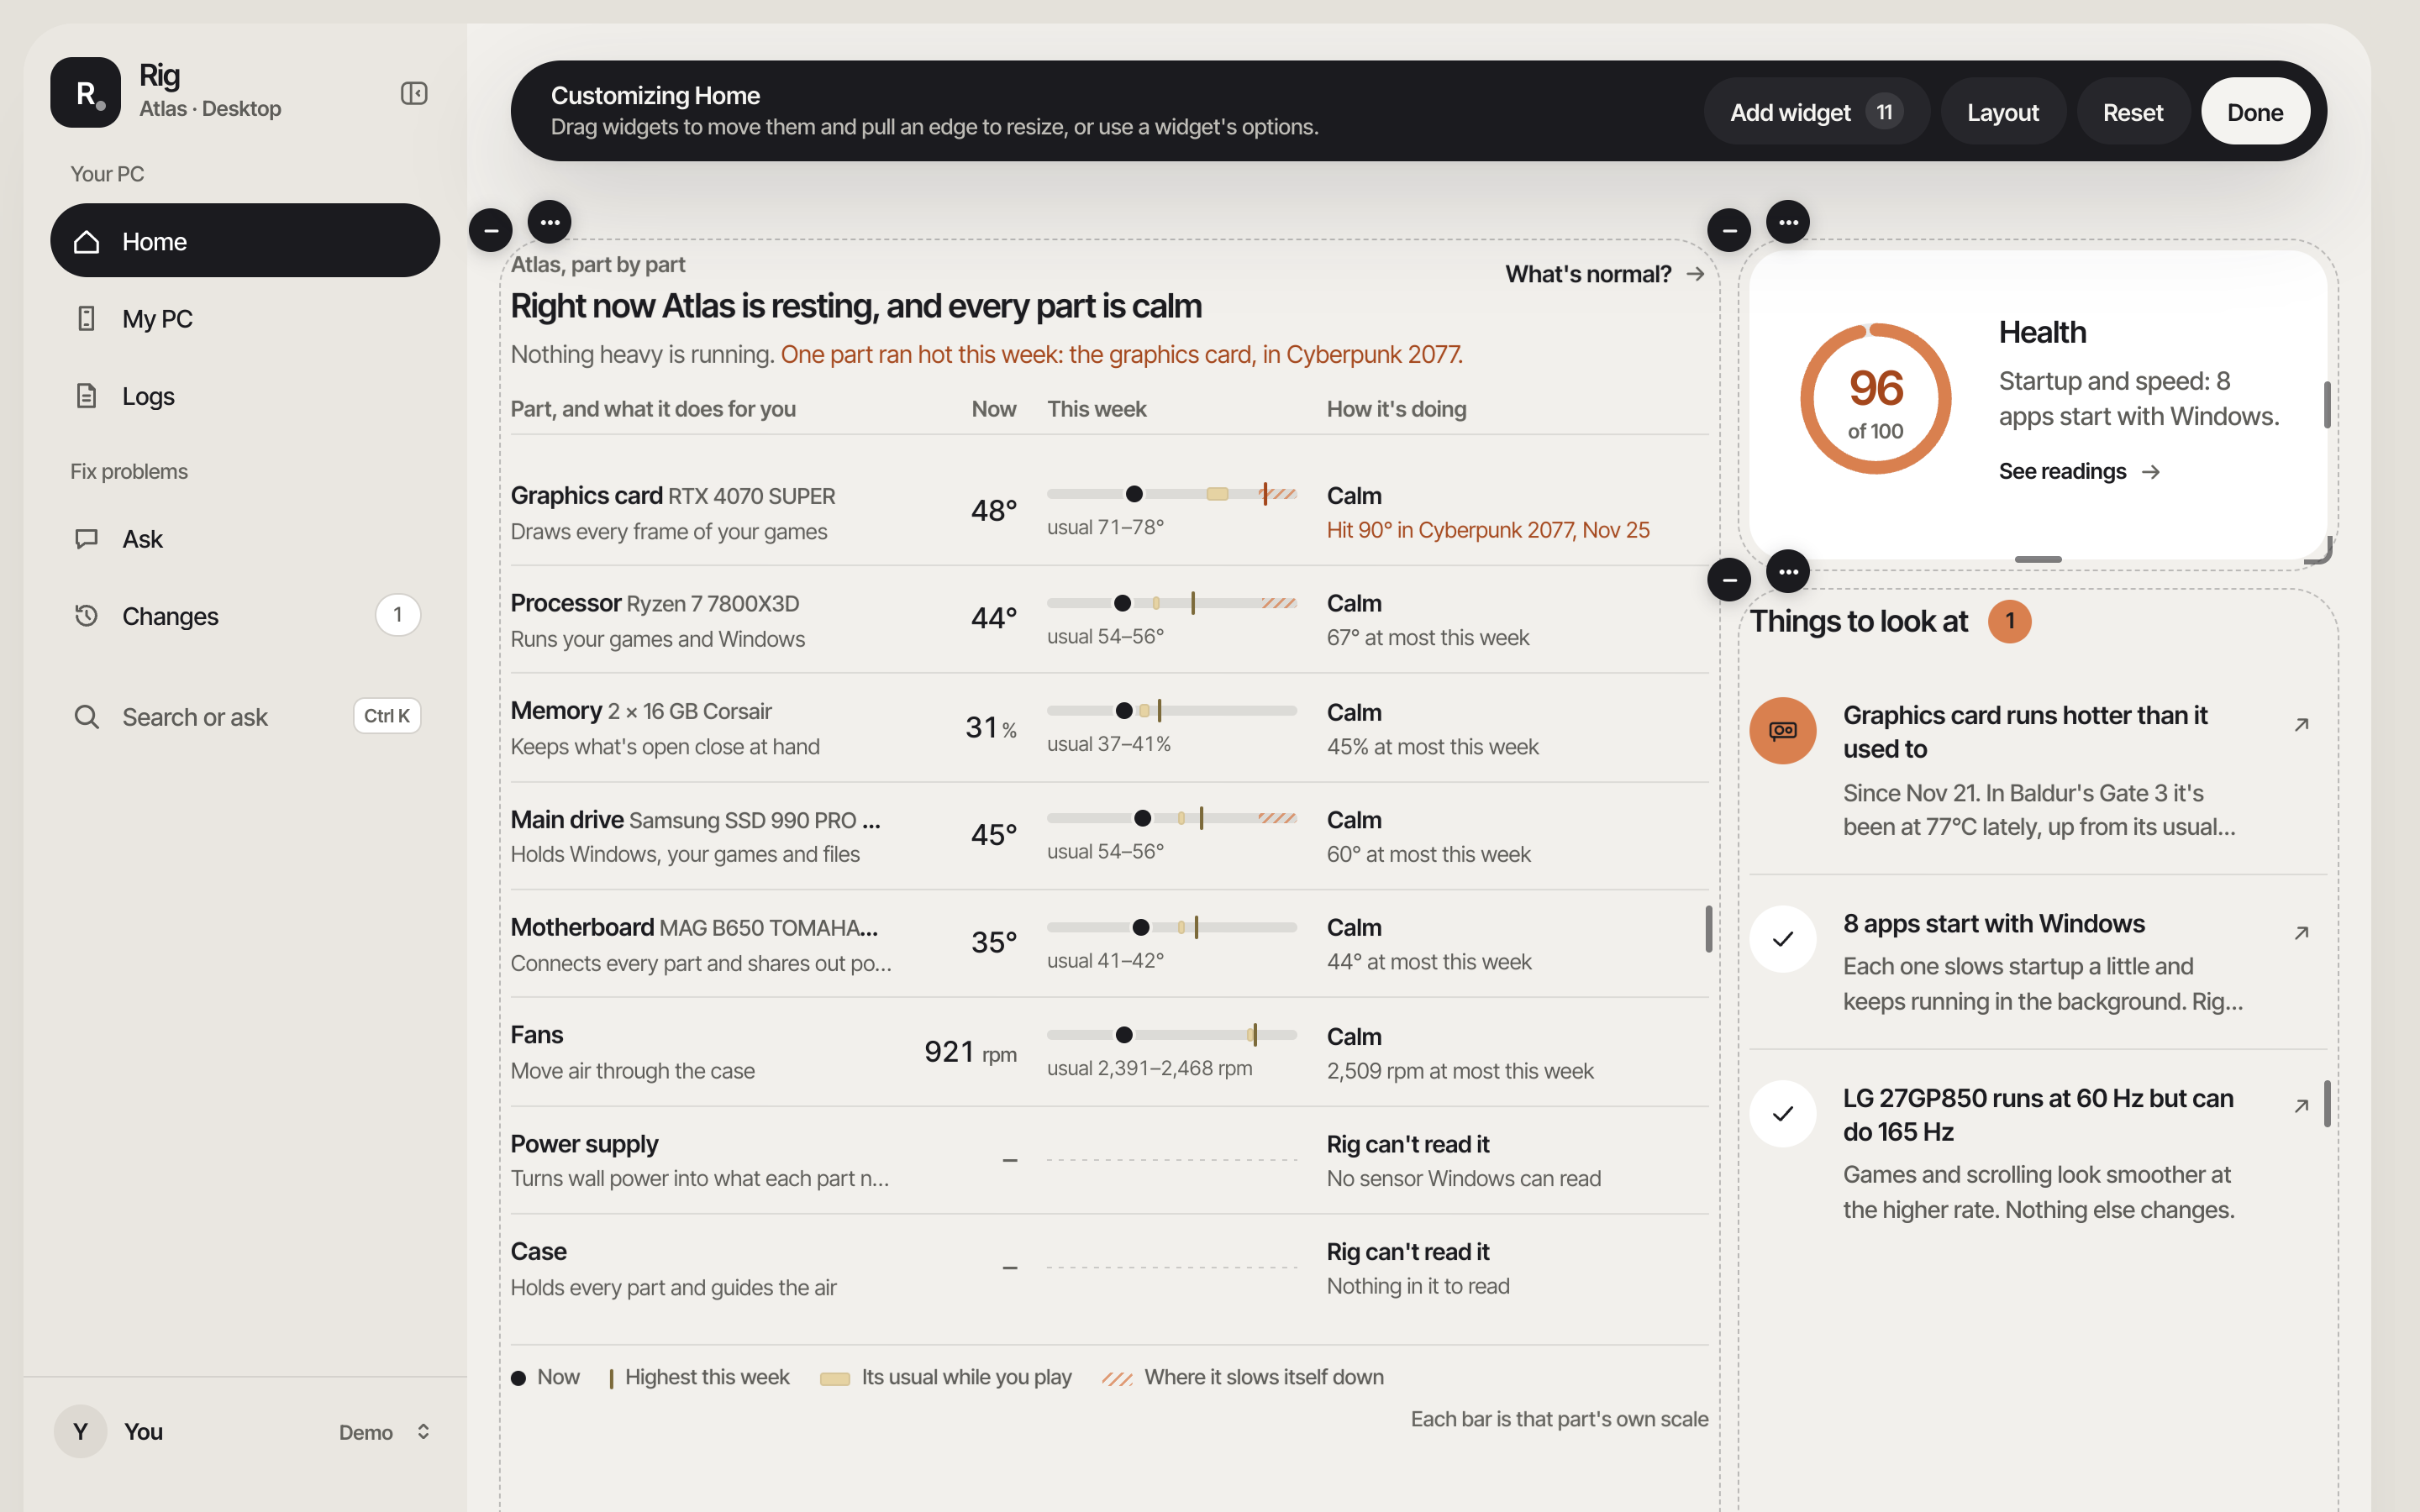 R.
Rig
Atlas · Desktop
Your PC
Home
My PC
Logs
Fix problems
Ask
Changes
1
Search or ask
Ctrl K
Y
You
Demo
Customizing Home
Drag widgets to move them and pull an edge to resize, or use a widget's options.
Add widget 11
Layout
Reset
Done
Atlas, part by part
What's normal?
Right now Atlas is resting, and every part is calm
Nothing heavy is running. One part ran hot this week: the graphics card, in Cyberpunk 2077.
Part, and what it does for you Now This week How it's doing
Graphics card RTX 4070 SUPER
Draws every frame of your games
48°
usual 71–78°
Calm
Hit 90° in Cyberpunk 2077, Nov 25
Processor Ryzen 7 7800X3D
Runs your games and Windows
44°
usual 54–56°
Calm
67° at most this week
Memory 2 × 16 GB Corsair
Keeps what's open close at hand
31 %
usual 37–41%
Calm
45% at most this week
Main drive Samsung SSD 990 PRO ...
Holds Windows, your games and files
45°
usual 54–56°
Calm
60° at most this week
Motherboard MAG B650 TOMAHA...
Connects every part and shares out po...
35°
usual 41–42°
Calm
44° at most this week
Fans
Move air through the case
921 rpm
usual 2,391–2,468 rpm
Calm
2,509 rpm at most this week
Power supply
Turns wall power into what each part n...
–
Rig can't read it
No sensor Windows can read
Case
Holds every part and guides the air
–
Rig can't read it
Nothing in it to read
Now Highest this week Its usual while you play Where it slows itself down
Each bar is that part's own scale
96
of 100
Health
Startup and speed: 8
apps start with Windows.
See readings
Things to look at 1
Graphics card runs hotter than it
used to
Since Nov 21. In Baldur's Gate 3 it's
been at 77°C lately, up from its usual...
8 apps start with Windows
Each one slows startup a little and
keeps running in the background. Rig...
LG 27GP850 runs at 60 Hz but can
do 165 Hz
Games and scrolling look smoother at
the higher rate. Nothing else changes.